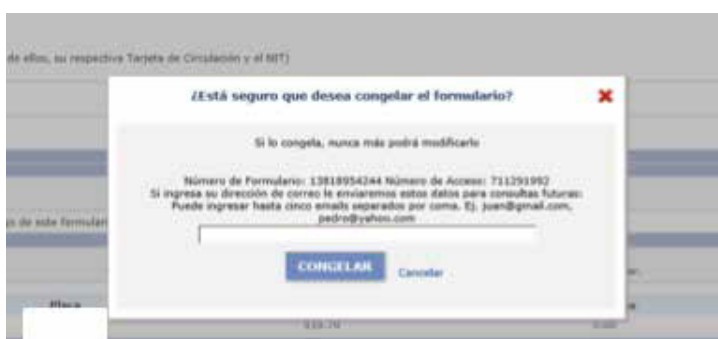 de ellos, su respectiva Tarjeta de Circulación y el NIT)
¿Está seguro que desea congelar el formulario?
Si lo congela, nunca más podrá modificarlo
Número de Formulario: 13818954244 Número de Acceso: 711291992
Si ingresa su dirección de correo le enviaremos estos datos para consultas futuras:
Puede ingresar hasta cinco emails separados por coma. Ej. juan@gmail.com,
pedro@yahoo.com
de este formular
CONGELAR Cancelar
Placa